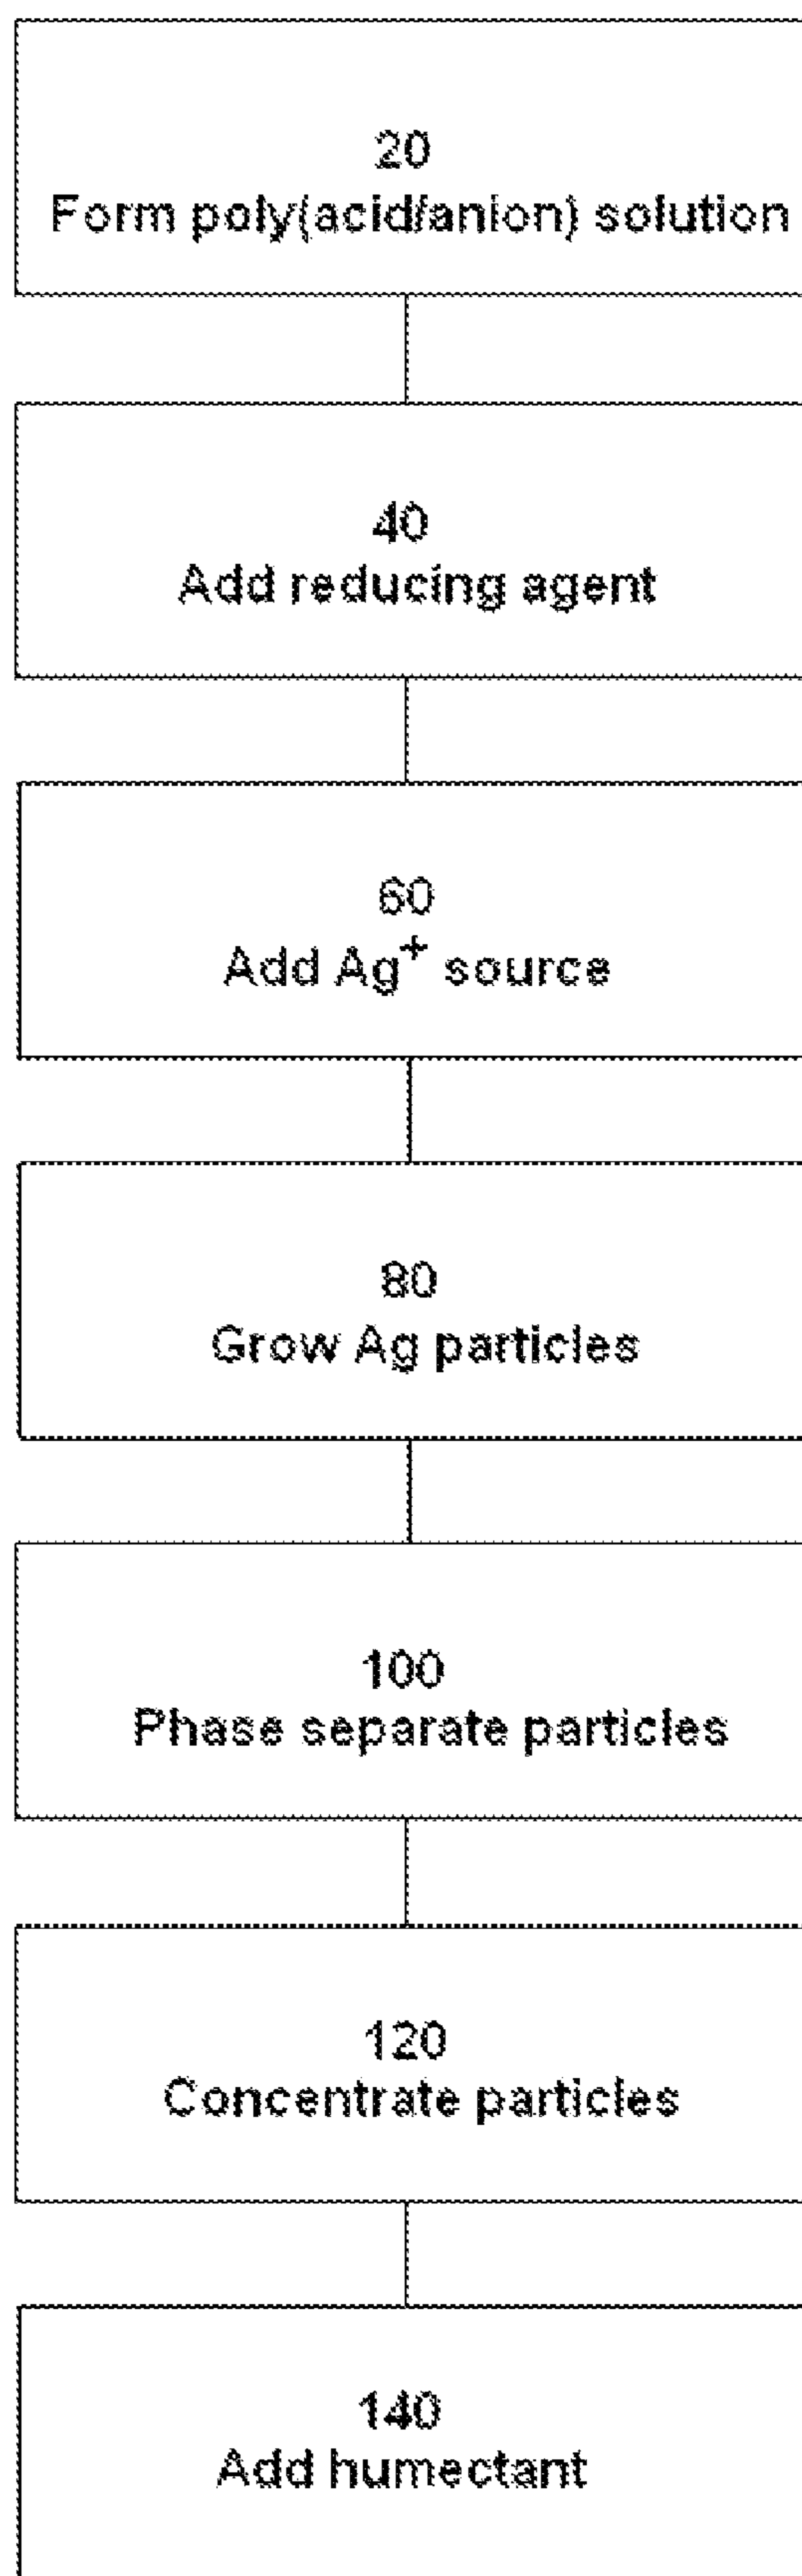 20
Form poly(acid/anion) solution
40
Add reducing agent
60
Add Ag⁺ source
80
Grow Ag particles
100
Phase separate particles
120
Concentrate particles
140
Add humectant